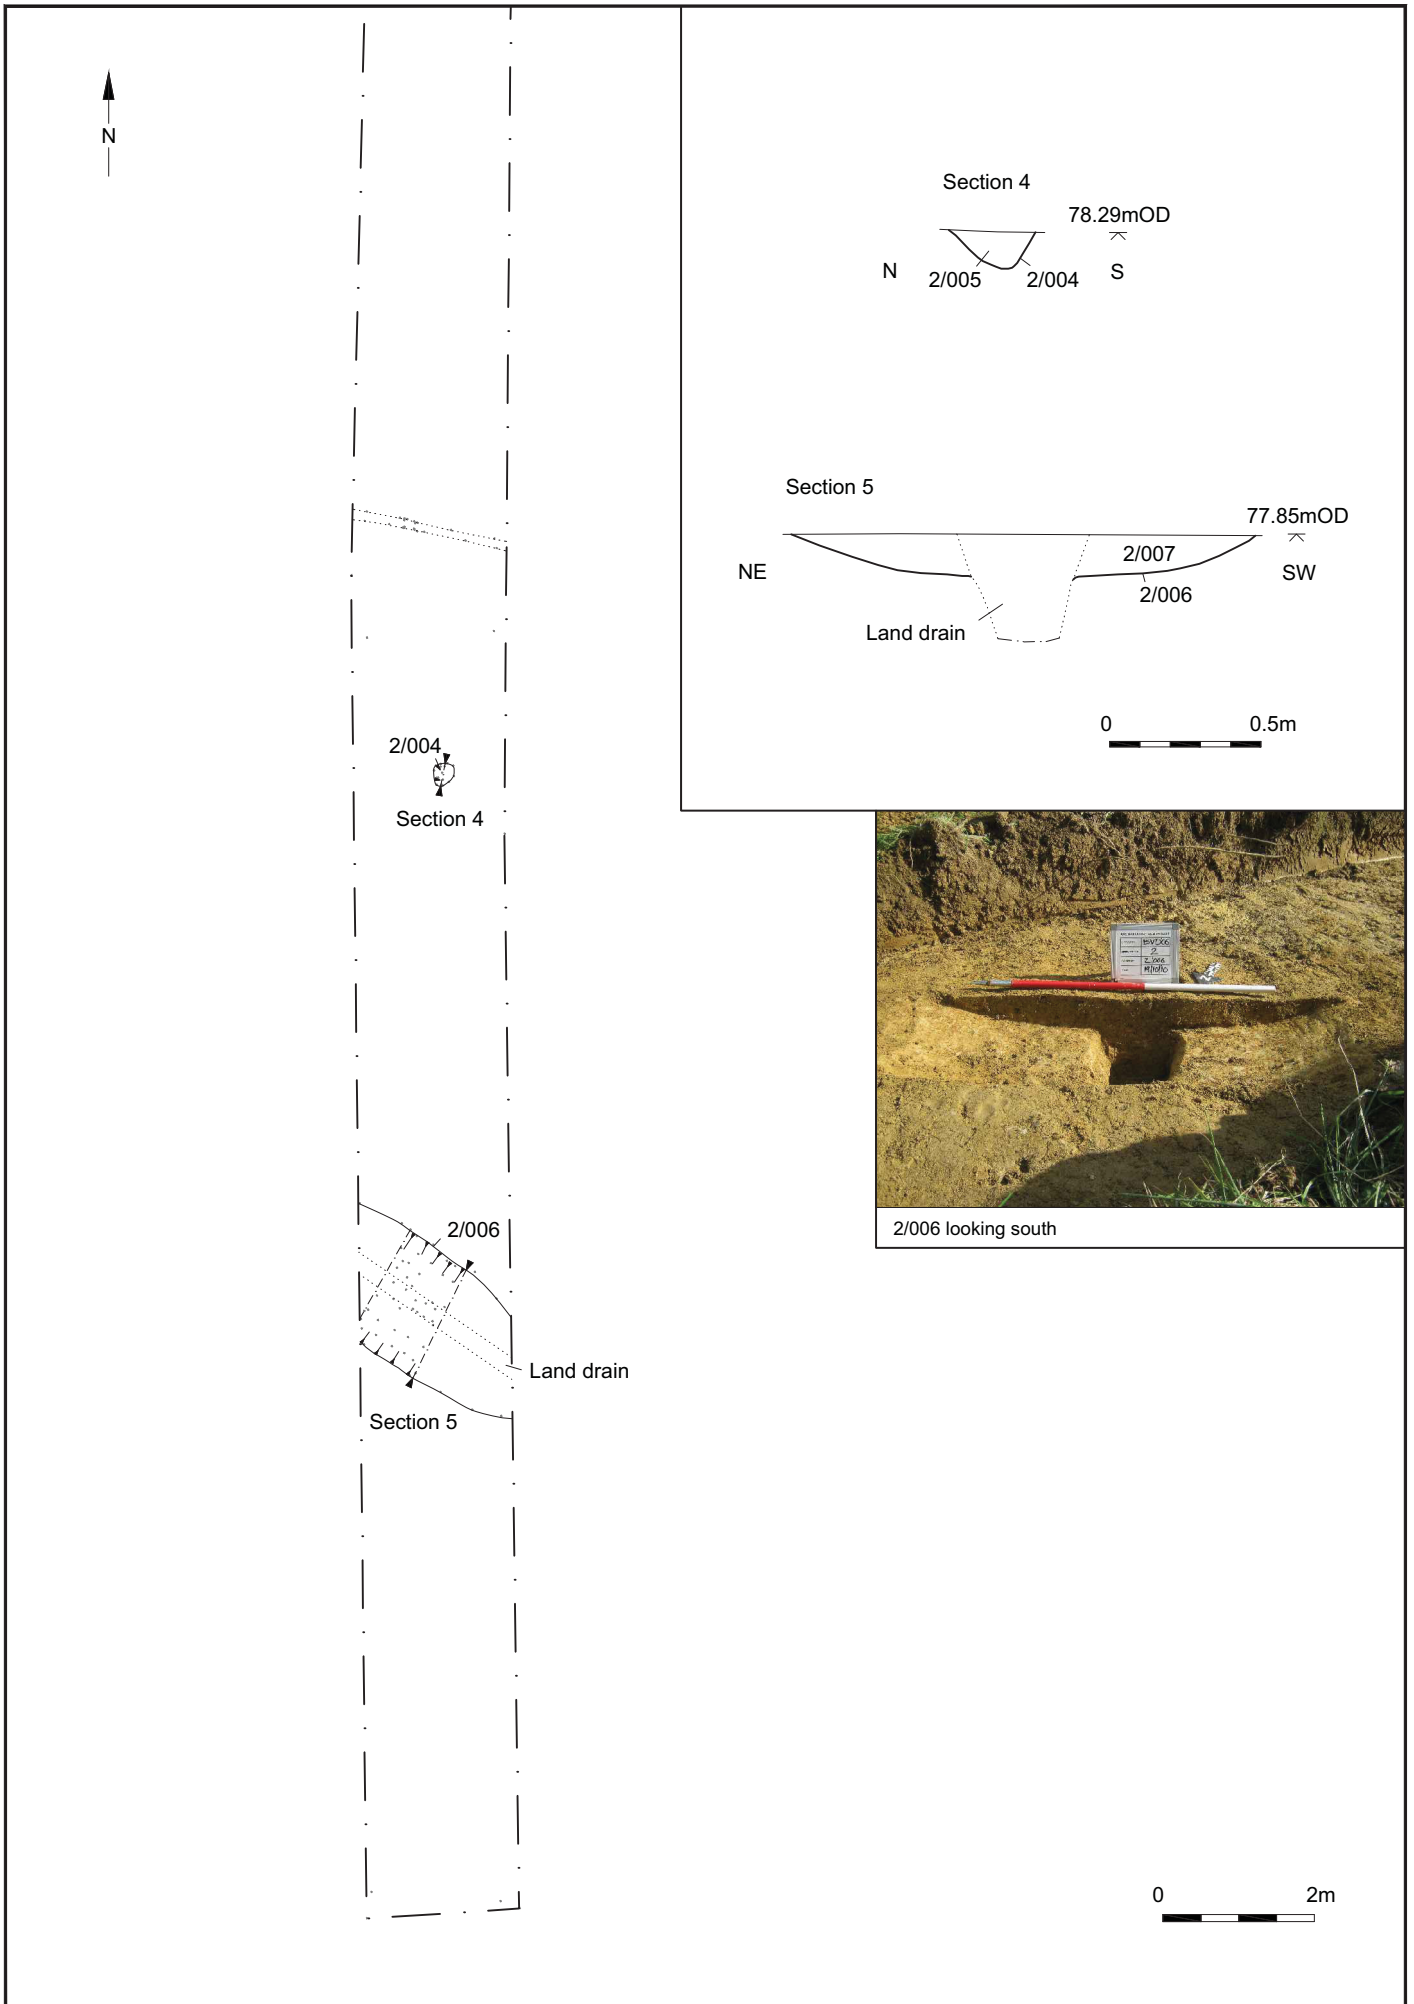 N
Section 4
78.29mOD
N
2/005
2/004
S
Section 5
77.85mOD
NE
2/007
SW
2/006
Land drain
0
0.5m
2/004
Section 4
2
2/006 looking south
2/006
Land drain
Section 5
0
2m